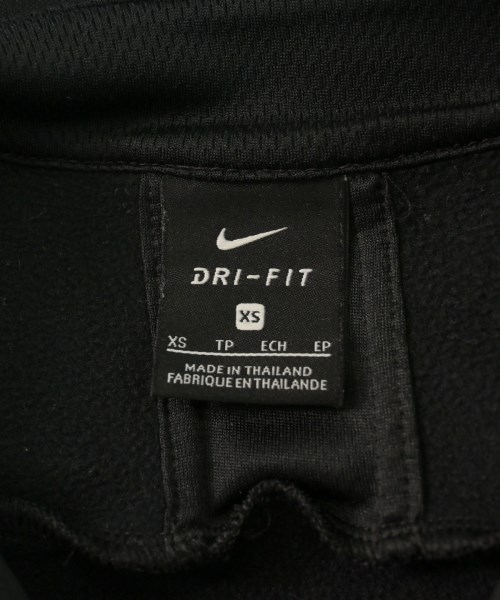 DRI-FIT
XS
XS TP ECH EP
MADE IN THAILAND
FABRIQUE EN THAILANDE